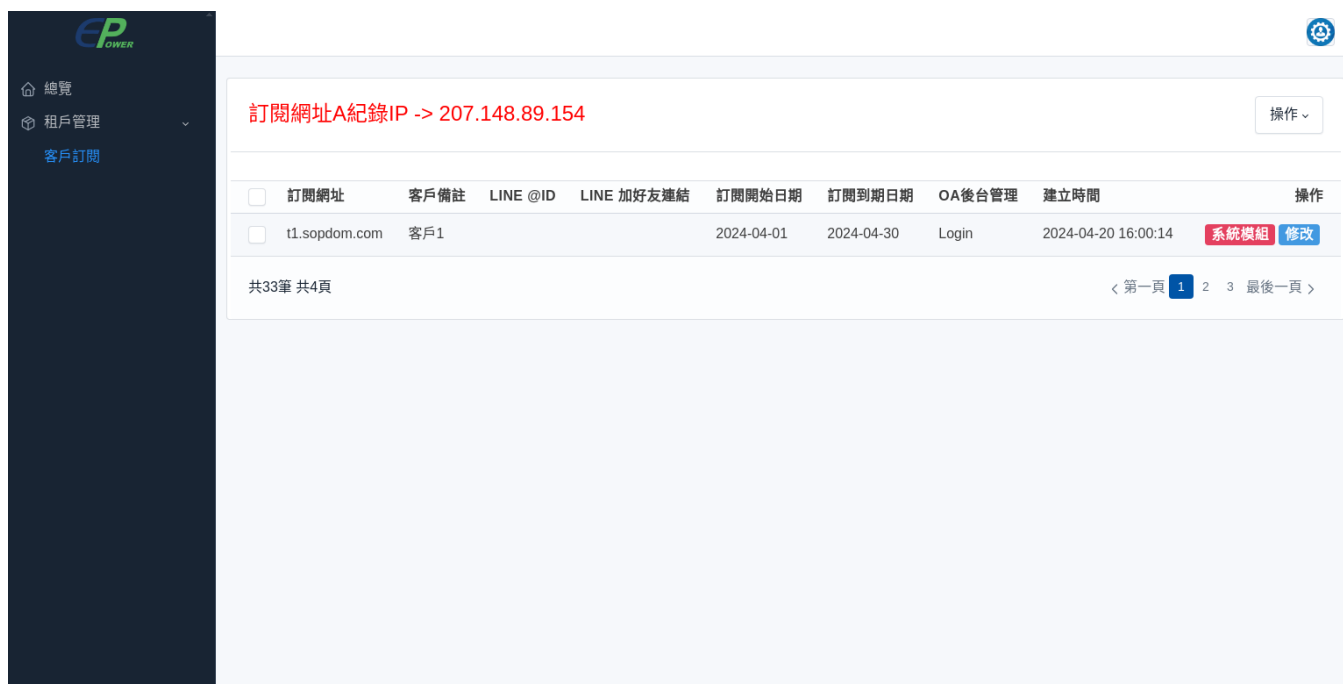 EPOWER
總覽
租戶管理
客戶訂閱
訂閱網址A紀錄IP -> 207.148.89.154
操作
訂閱網址 客戶備註 LINE @ID LINE 加好友連結 訂閱開始日期 訂閱到期日期 OA後台管理 建立時間 操作
t1.sopdom.com 客戶1 2024-04-01 2024-04-30 Login 2024-04-20 16:00:14 系統模組 修改
共33筆 共4頁 第一頁 1 2 3 最後一頁